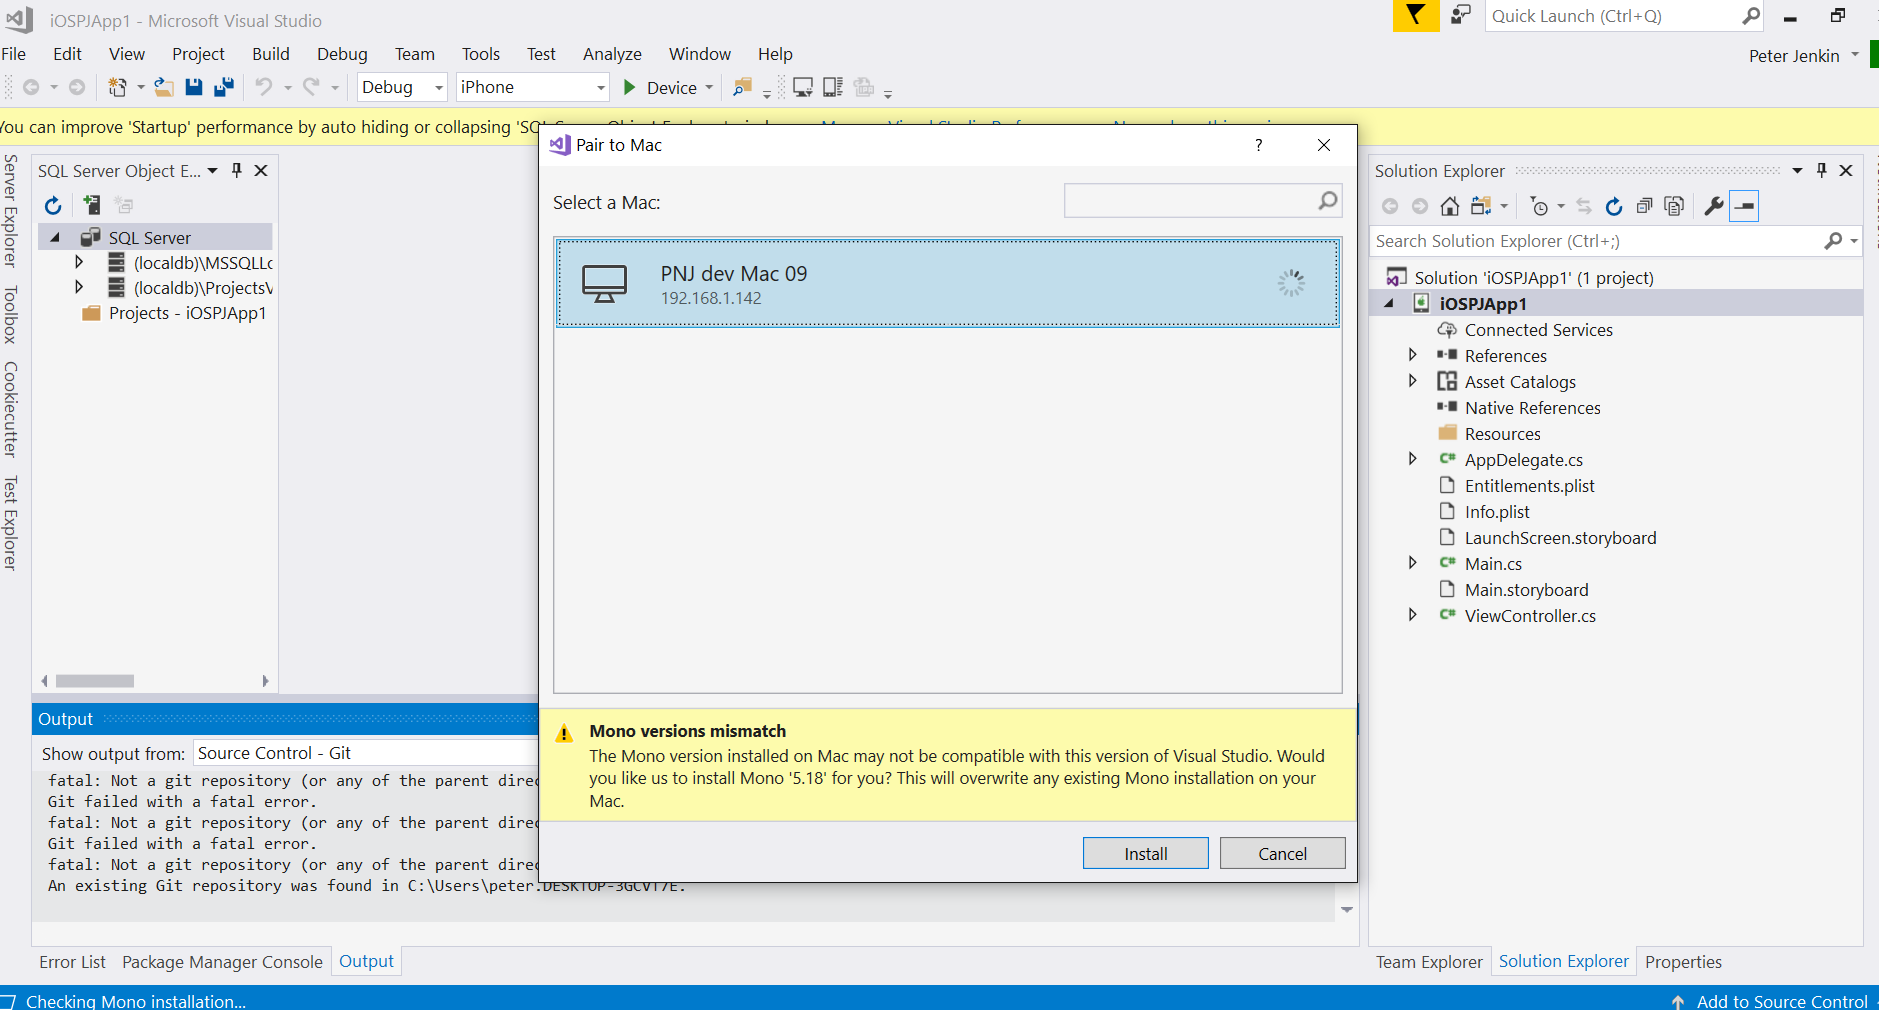 iOSPJApp1 - Microsoft Visual Studio
Quick Launch (Ctrl+Q)
File Edit View Project Build Debug Team Tools Test Analyze Window Help
Peter Jenkin
Debug iPhone Device
You can improve 'Startup' performance by auto hiding or collapsing 'SQL
Server Explorer
Toolbox
Cookiecutter
Test Explorer
SQL Server Object E...
SQL Server
(localdb)\MSSQLLo
(localdb)\ProjectsV
Projects - iOSPJApp1
Pair to Mac
?
Select a Mac:
PNJ dev Mac 09
192.168.1.142
Mono versions mismatch
The Mono version installed on Mac may not be compatible with this version of Visual Studio. Would
you like us to install Mono '5.18' for you? This will overwrite any existing Mono installation on your
Mac.
Install Cancel
Solution Explorer
Search Solution Explorer (Ctrl+;)
Solution 'iOSPJApp1' (1 project)
iOSPJApp1
Connected Services
References
Asset Catalogs
Native References
Resources
AppDelegate.cs
Entitlements.plist
Info.plist
LaunchScreen.storyboard
Main.cs
Main.storyboard
ViewController.cs
Output
Show output from: Source Control - Git
fatal: Not a git repository (or any of the parent direc
Git failed with a fatal error.
fatal: Not a git repository (or any of the parent direc
Git failed with a fatal error.
fatal: Not a git repository (or any of the parent direc
An existing Git repository was found in C:\Users\peter.DESKTOP-3GCVT7E.
Error List Package Manager Console Output
Team Explorer Solution Explorer Properties
Checking Mono installation...
Add to Source Control